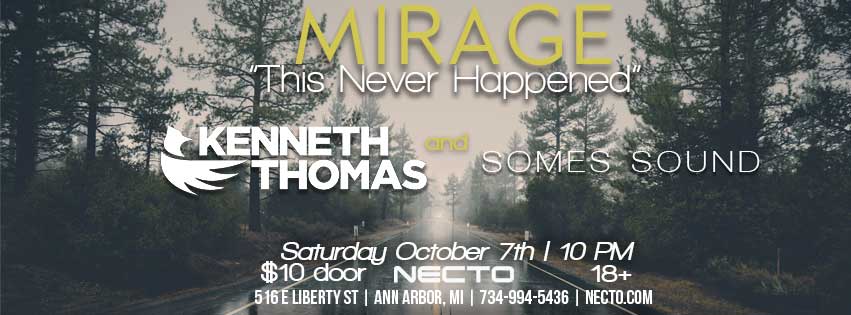 MIRAGE
"This Never Happened"
KENNETH THOMAS and SOMES SOUND
Saturday October 7th | 10 PM
$10 door NECTO 18+
516 E LIBERTY ST | ANN ARBOR, MI | 734-994-5436 | NECTO.COM